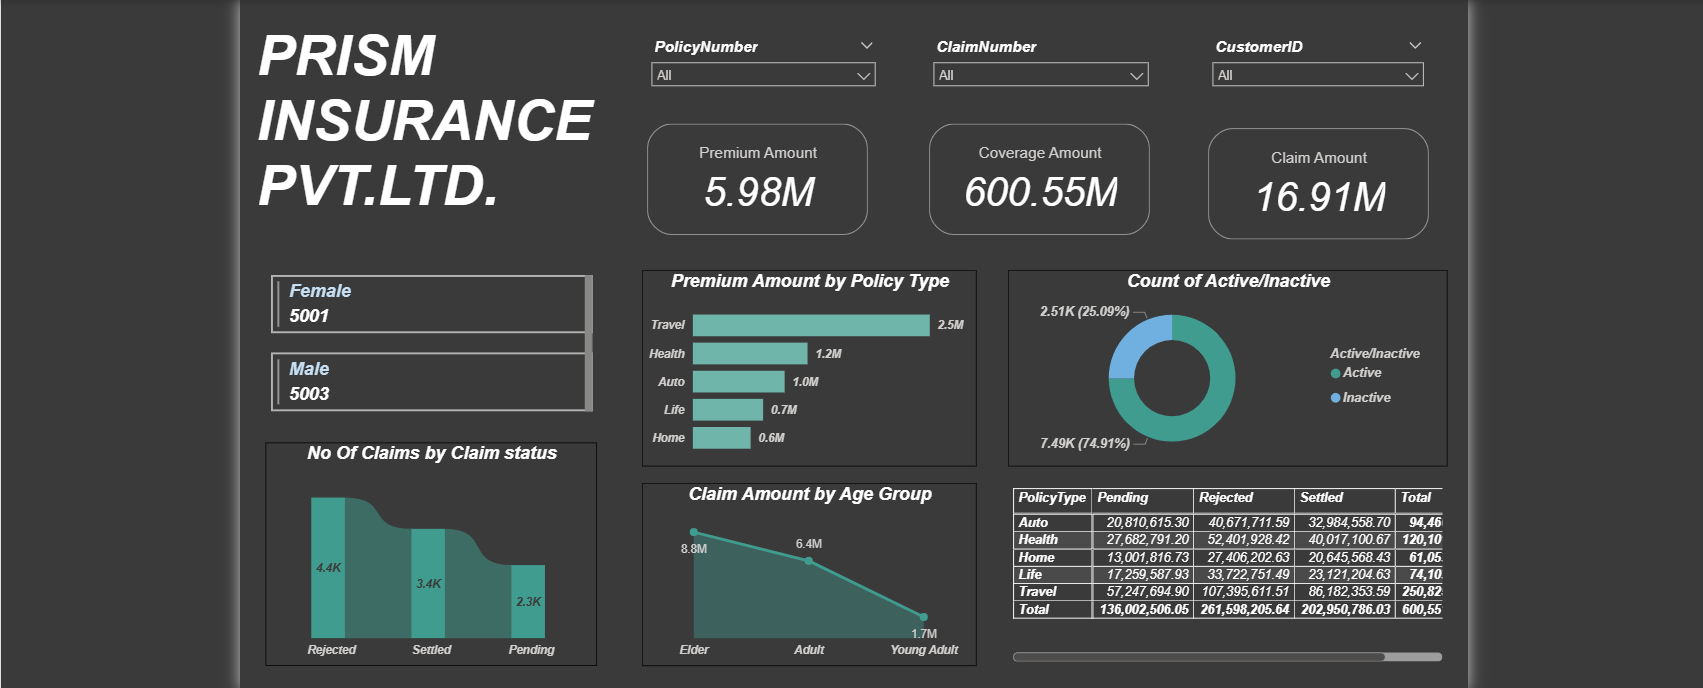 PRISM
INSURANCE
PVT.LTD.
PolicyNumber
All
ClaimNumber
All
CustomerID
All
Premium Amount
5.98M
Coverage Amount
600.55M
Claim Amount
16.91M
Female
5001
Male
5003
Premium Amount by Policy Type
Travel 2.5M
Health 1.2M
Auto 1.0M
Life 0.7M
Home 0.6M
Count of Active/Inactive
2.51K (25.09%)
7.49K (74.91%)
Active/Inactive
Active
Inactive
No Of Claims by Claim status
4.4K
3.4K
2.3K
Rejected Settled Pending
Claim Amount by Age Group
8.8M
6.4M
1.7M
Elder Adult Young Adult
PolicyType Pending Rejected Settled Total
Auto 20,810,615.30 40,671,711.59 32,984,558.70 94,46
Health 27,682,791.20 52,401,928.42 40,017,100.67 120,10
Home 13,001,816.73 27,406,202.63 20,645,568.43 61,05
Life 17,259,587.93 33,722,751.49 23,121,204.63 74,10
Travel 57,247,694.90 107,395,611.51 86,182,353.59 250,82
Total 136,002,506.05 261,598,205.64 202,950,786.03 600,55